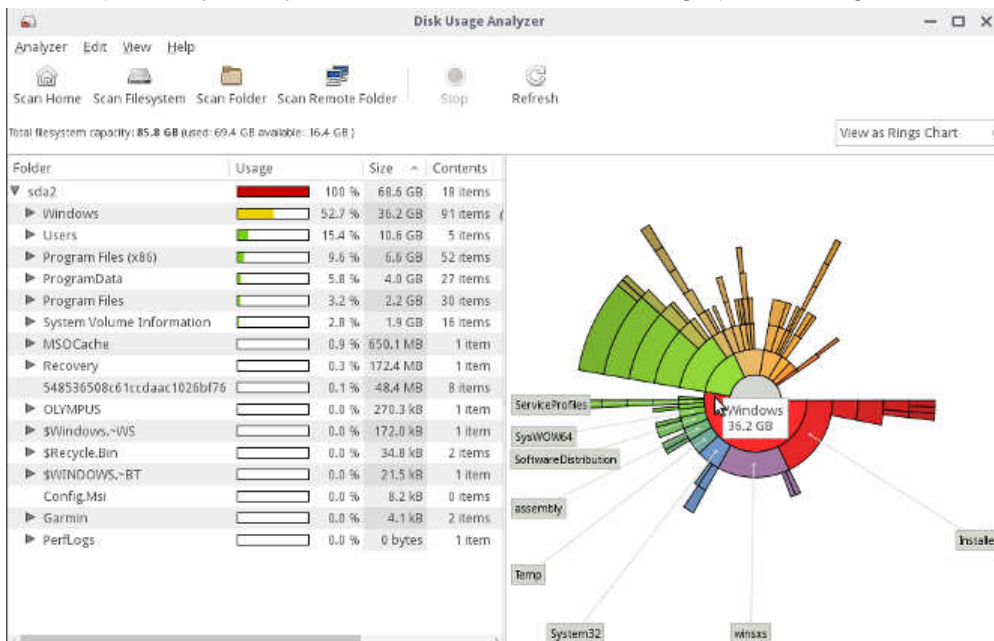 Disk Usage Analyzer
Analyzer Edit View Help
Scan Home Scan Filesystem Scan Folder Scan Remote Folder Stop Refresh
Total filesystem capacity: 85.8 GB (used: 69.4 GB available: 16.4 GB )
View as Rings Chart
Folder Usage Size Contents
sda2 100 % 68.6 GB 18 items
Windows 52.7 % 36.2 GB 91 items
Users 15.4 % 10.6 GB 5 items
Program Files (x86) 9.6 % 6.6 GB 52 items
ProgramData 5.8 % 4.0 GB 27 items
Program Files 3.2 % 2.2 GB 30 items
System Volume Information 2.8 % 1.9 GB 16 items
MSOCache 0.9 % 650.1 MB 1 item
Recovery 0.3 % 172.4 MB 1 item
548536508c61ccdaac1026bf76 0.1 % 48.4 MB 8 items
OLYMPUS 0.0 % 270.3 kB 1 item
$Windows.~WS 0.0 % 172.0 kB 1 item
$Recycle.Bin 0.0 % 34.8 kB 2 items
$WINDOWS.~BT 0.0 % 21.5 kB 1 item
Config.Msi 0.0 % 8.2 kB 0 items
Garmin 0.0 % 4.1 kB 2 items
PerfLogs 0.0 % 0 bytes 1 item
Windows
36.2 GB
ServiceProfiles
SysWOW64
SoftwareDistribution
assembly
Installe
Temp
System32
winsxs